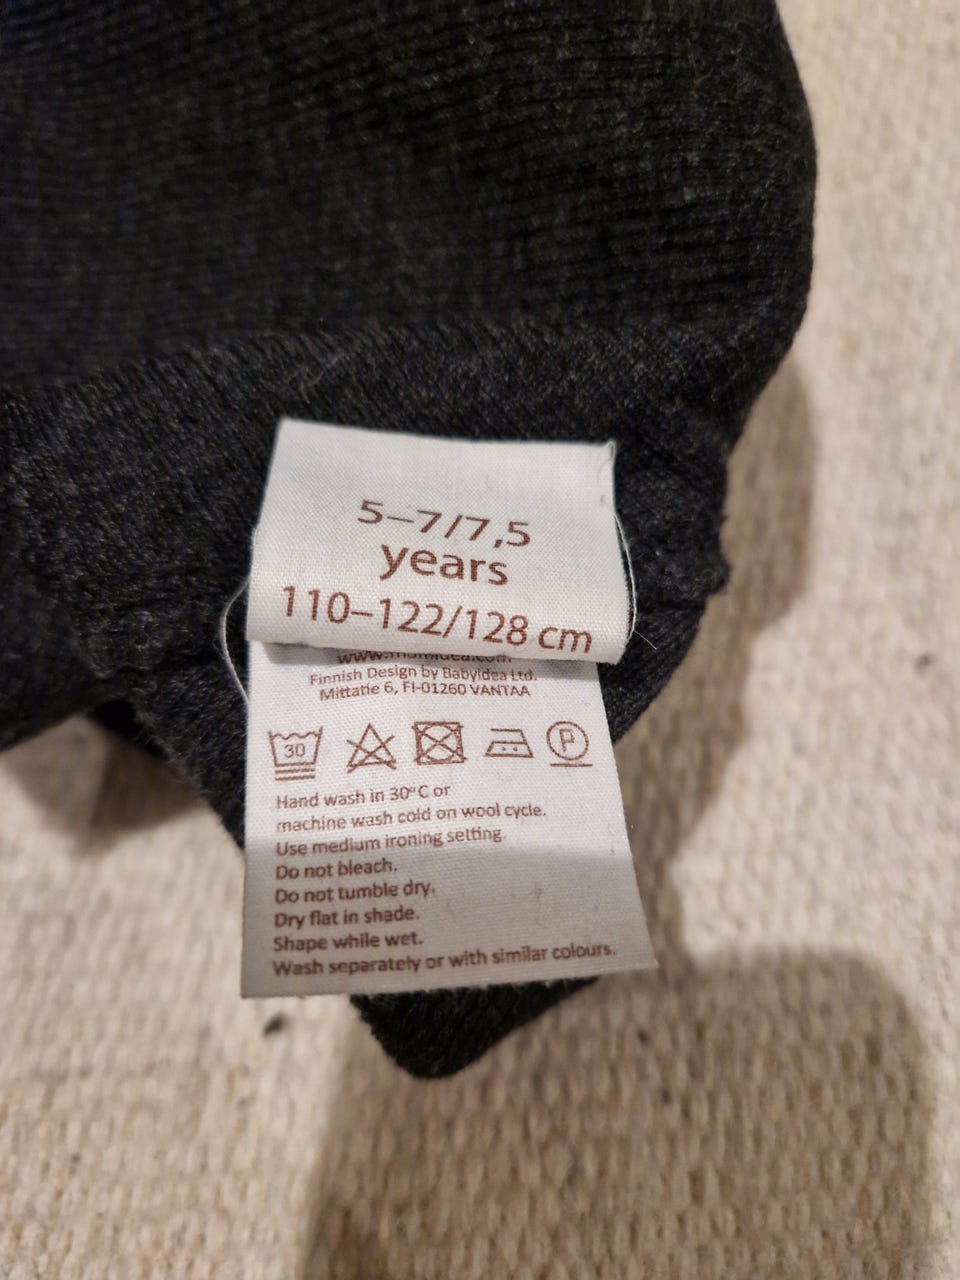 5–7/7,5
years
110–122/128 cm
Finnish Design by Babyidea Ltd.
Mittatie 6, FI-01260 VANTAA
30
P
Hand wash in 30°C or
machine wash cold on wool cycle.
Use medium ironing setting.
Do not bleach.
Do not tumble dry.
Dry flat in shade.
Shape while wet.
Wash separately or with similar colours.